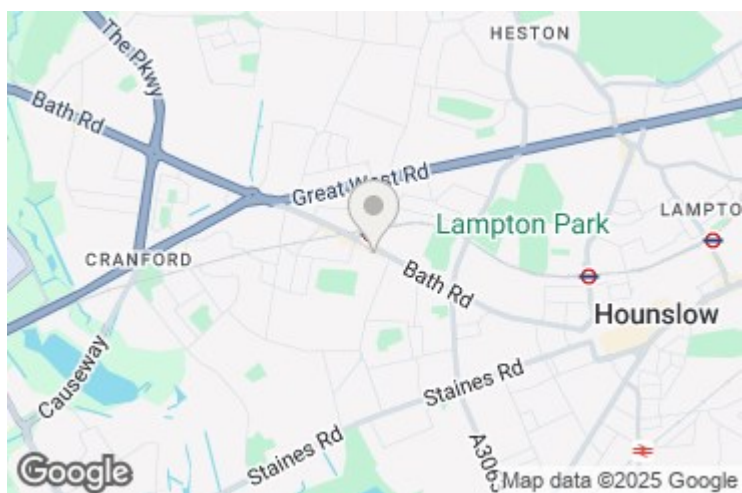 HESTON
The Pkwy
Bath Rd
Great West Rd
Lampton Park
LAMPTO
CRANFORD
Bath Rd
Hounslow
Causeway
Staines Rd
Staines Rd
A3063
Google
Map data ©2025 Google